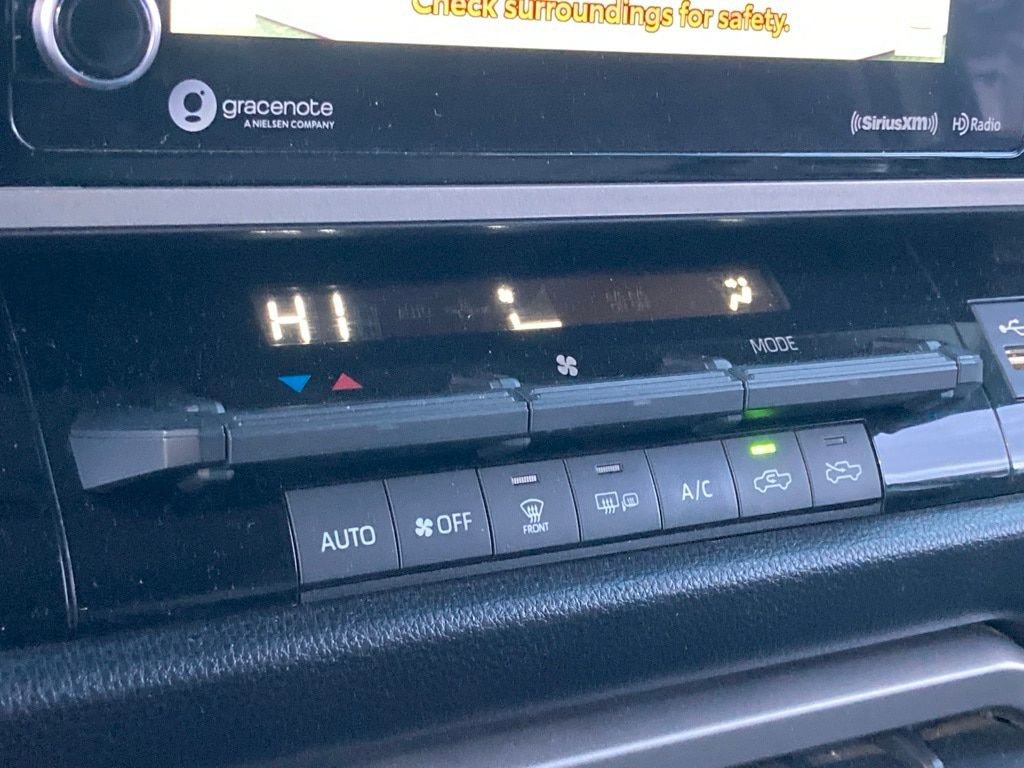 Check surroundings for safety.
gracenote
A NIELSEN COMPANY
((SiriusXM))
HD Radio
HI
MODE
AUTO
OFF
FRONT
A/C